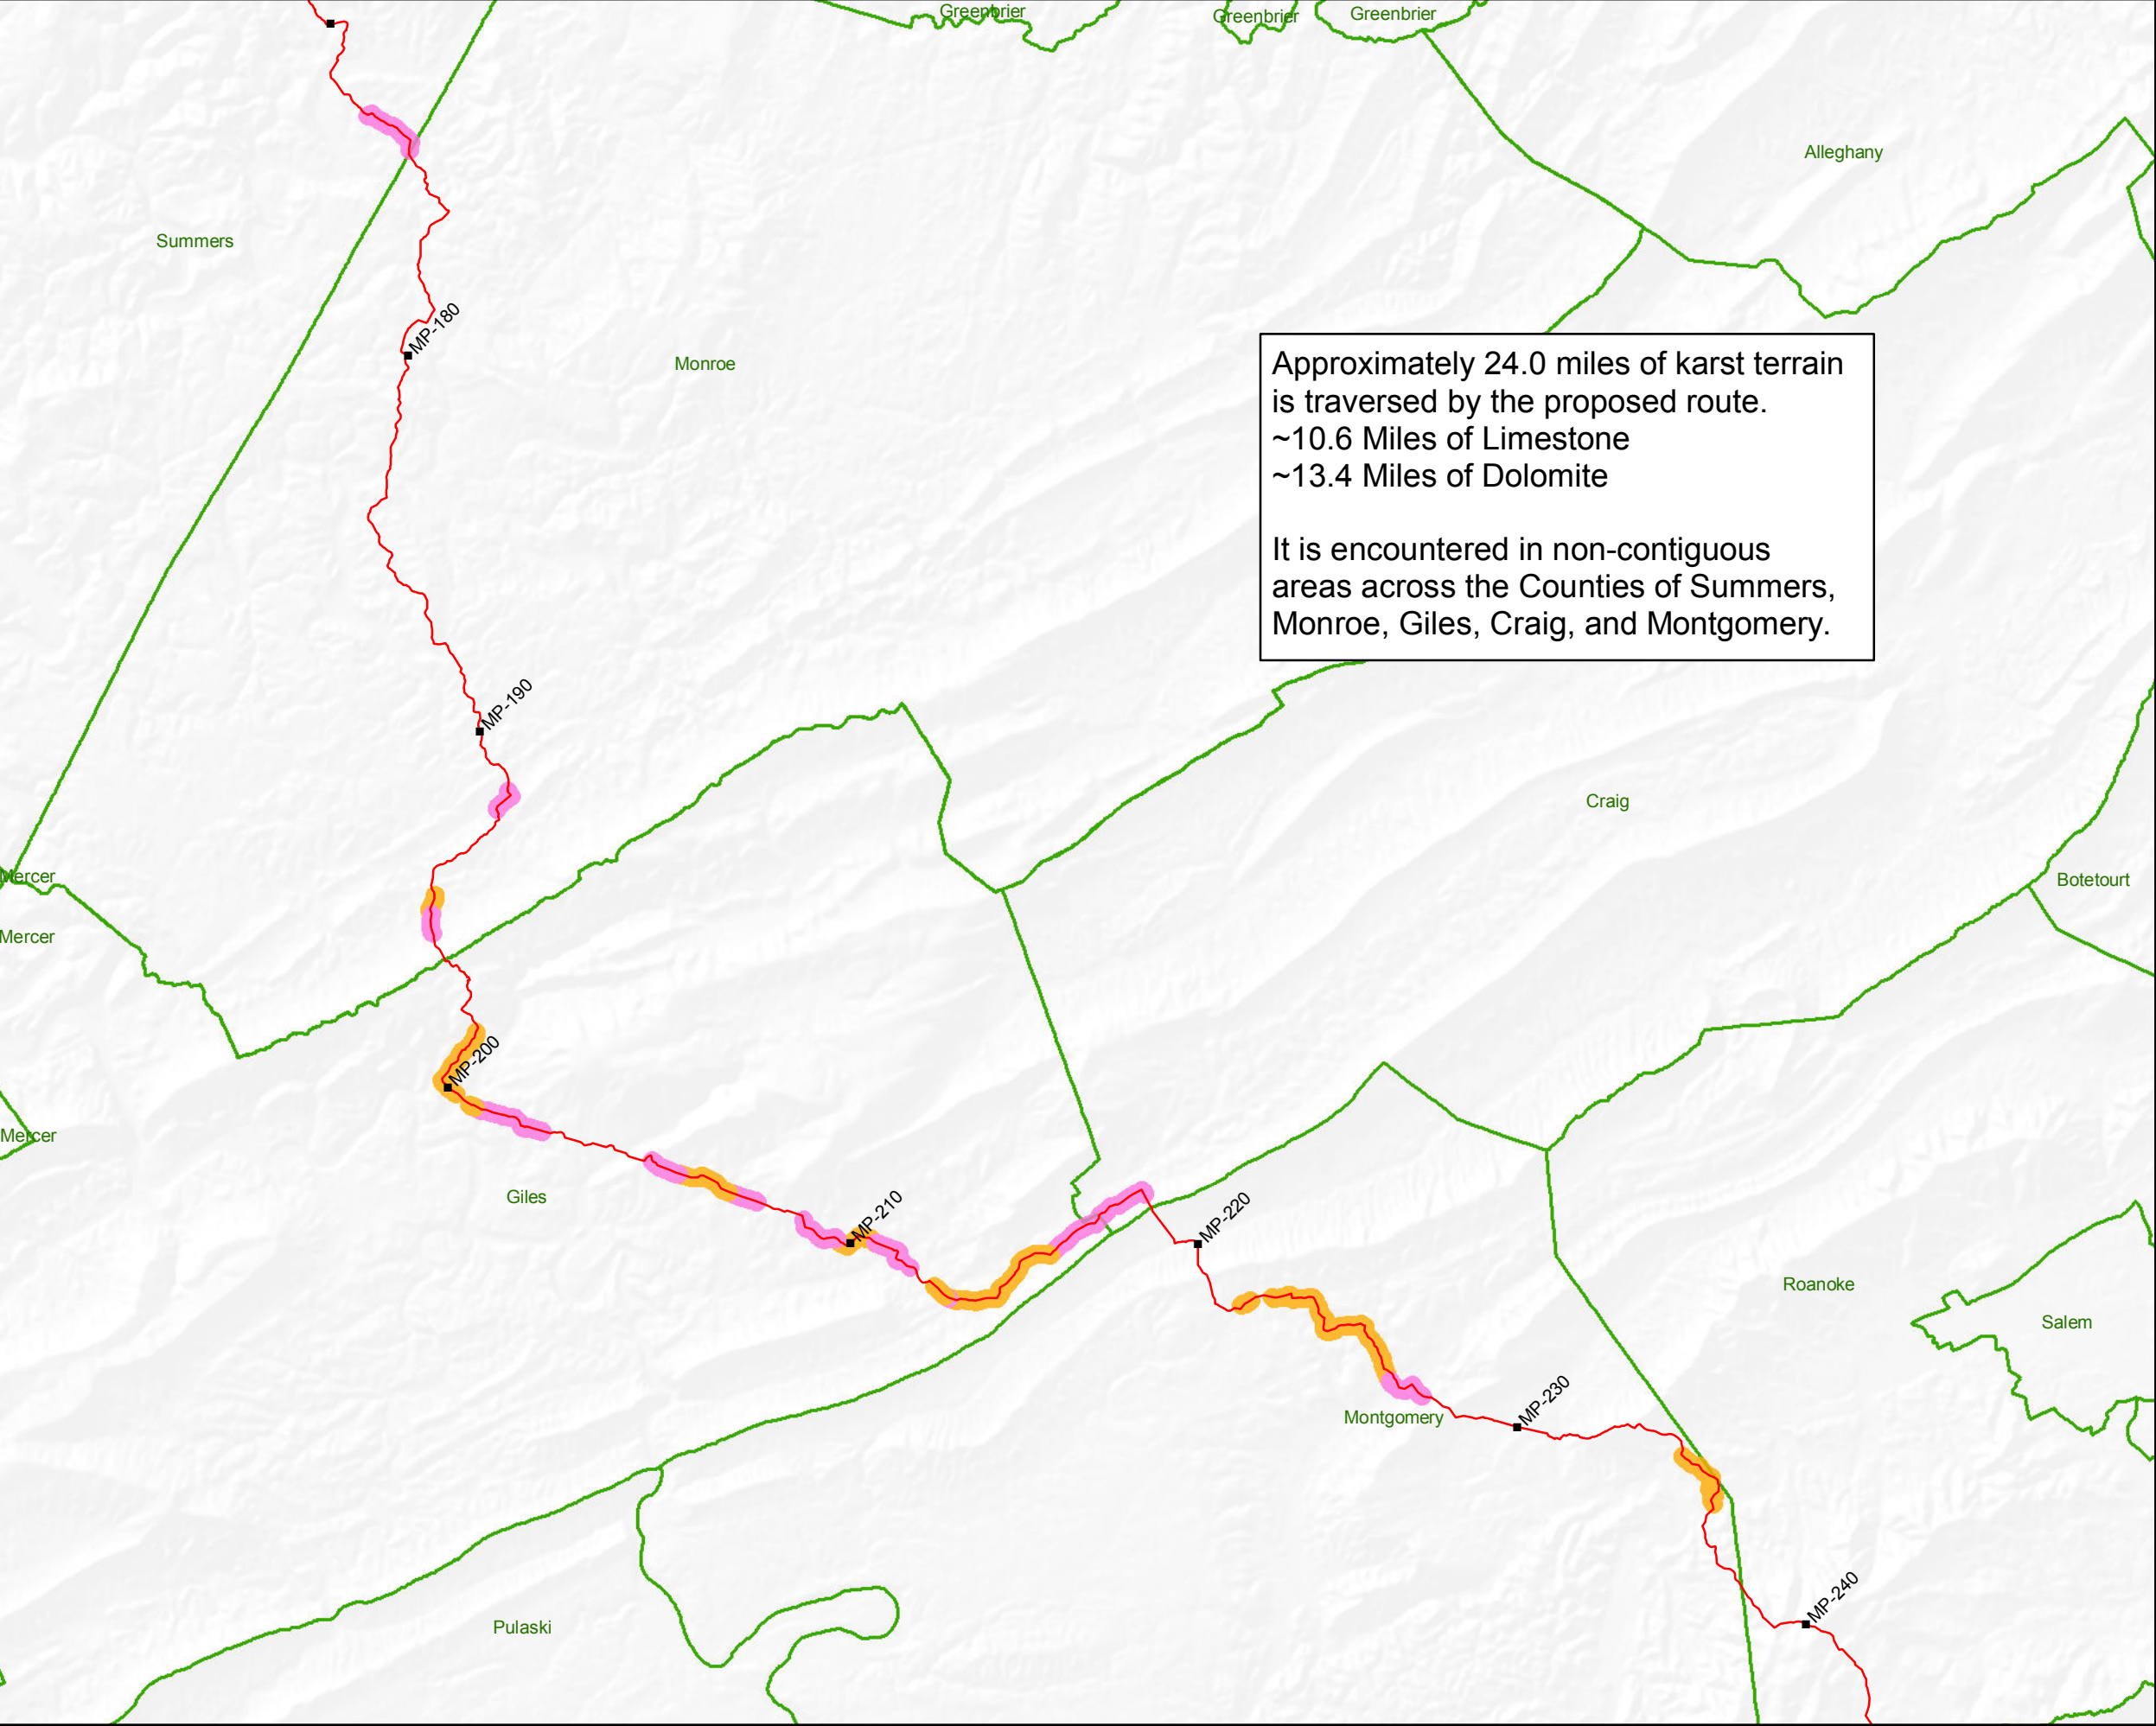 Greenbrier
Greenbrier
Greenbrier
Alleghany
Summers
MP-180
Monroe
Approximately 24.0 miles of karst terrain
is traversed by the proposed route.
~10.6 Miles of Limestone
~13.4 Miles of Dolomite
It is encountered in non-contiguous
areas across the Counties of Summers,
Monroe, Giles, Craig, and Montgomery.
MP-190
Craig
Mercer
Botetourt
Mercer
MP-200
Mercer
Giles
MP-210
MP-220
Roanoke
Salem
MP-230
Montgomery
MP-240
Pulaski